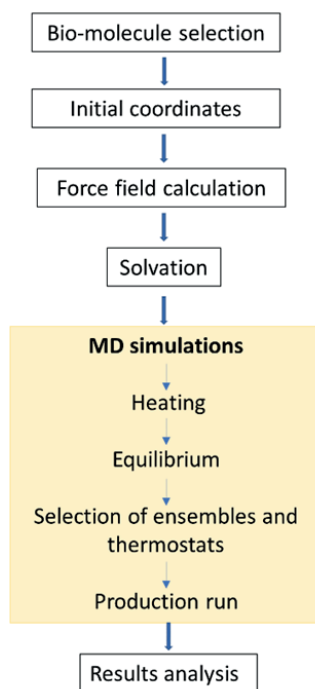 Bio-molecule selection
Initial coordinates
Force field calculation
Solvation
MD simulations
Heating
Equilibrium
Selection of ensembles and
thermostats
Production run
Results analysis